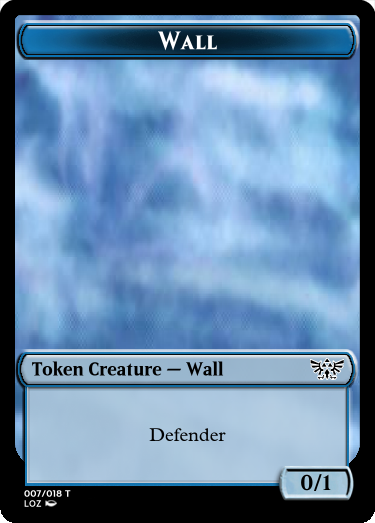 Wall
Token Creature — Wall
Defender
0/1
007/018 T
LOZ